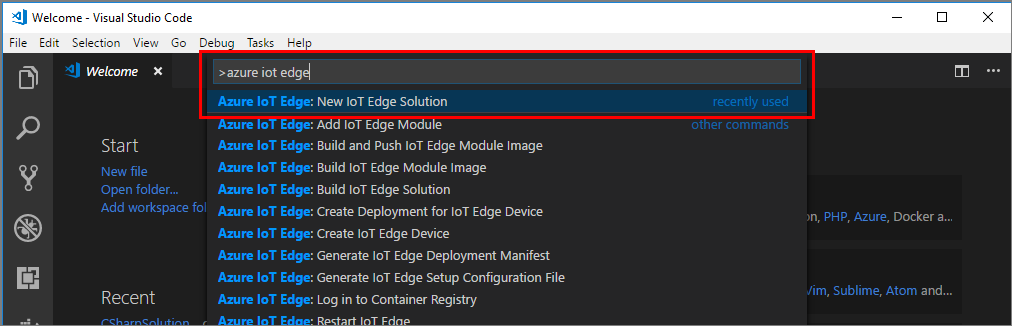 Welcome - Visual Studio Code
File Edit Selection View Go Debug Tasks Help
Welcome
>azure iot edge
Azure IoT Edge: New IoT Edge Solution recently used
Azure IoT Edge: Add IoT Edge Module other commands
Azure IoT Edge: Build and Push IoT Edge Module Image
Azure IoT Edge: Build IoT Edge Module Image
Azure IoT Edge: Build IoT Edge Solution
Azure IoT Edge: Create Deployment for IoT Edge Device
Azure IoT Edge: Create IoT Edge Device
Azure IoT Edge: Generate IoT Edge Deployment Manifest
Azure IoT Edge: Generate IoT Edge Setup Configuration File
Azure IoT Edge: Log in to Container Registry
Azure IoT Edge: Restart IoT Edge
Start
New file
Open folder...
Add workspace fol
Recent
CSharpSolution
on, PHP, Azure, Docker a...
Vim, Sublime, Atom and...